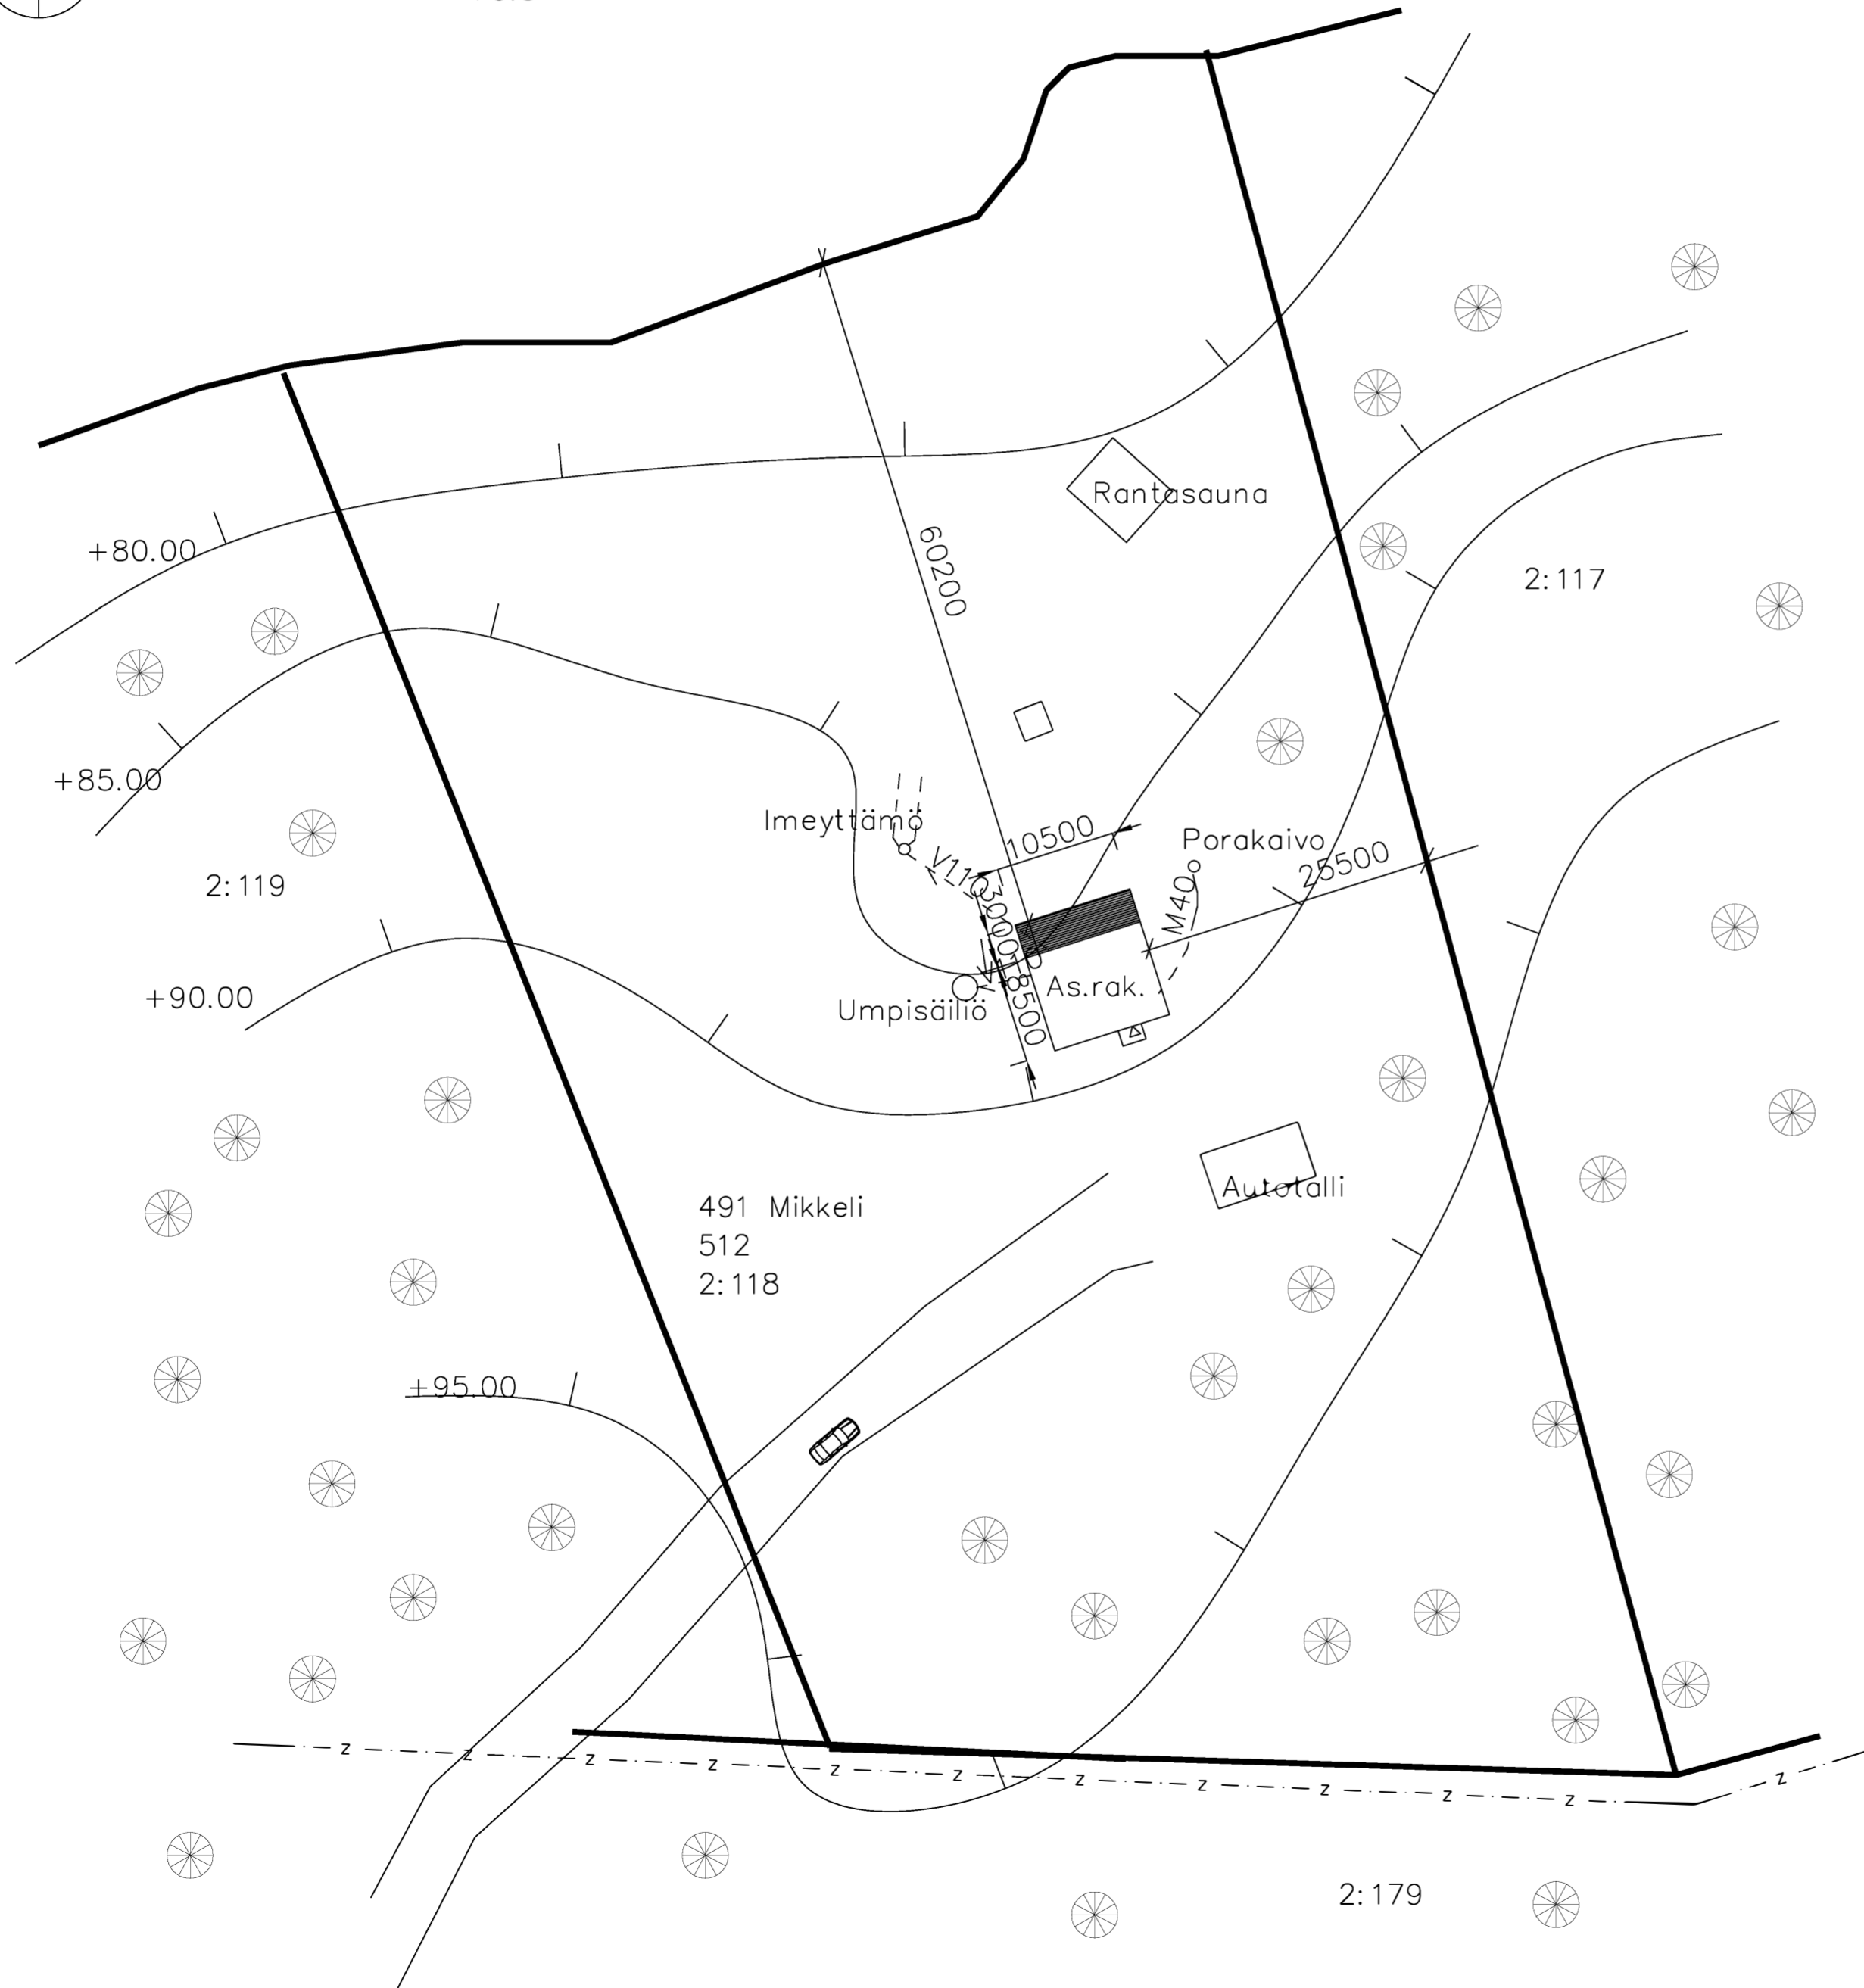 Rantasauna
+80.00
60200
2:117
+85.00
Imeyttämö
10500
Porakaivo
V110
25500
2:119
M40
3000
As.rak.
8500
+90.00
Umpisäiliö
Autotalli
491 Mikkeli
512
2:118
+95.00
z z z z z z z z z z z z
2:179